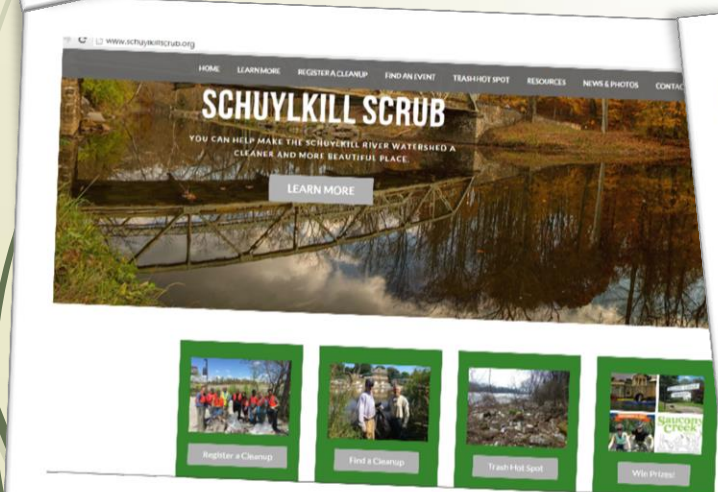 www.schuylkillscrub.org
HOME LEARN MORE REGISTER A CLEANUP FIND AN EVENT TRASH HOT SPOT RESOURCES NEWS & PHOTOS CONTAC
SCHUYLKILL SCRUB
YOU CAN HELP MAKE THE SCHUYLKILL RIVER WATERSHED A
CLEANER AND MORE BEAUTIFUL PLACE.
LEARN MORE
Saucon
Creek
Register a Cleanup Find a Cleanup Trash Hot Spot Win Prizes!